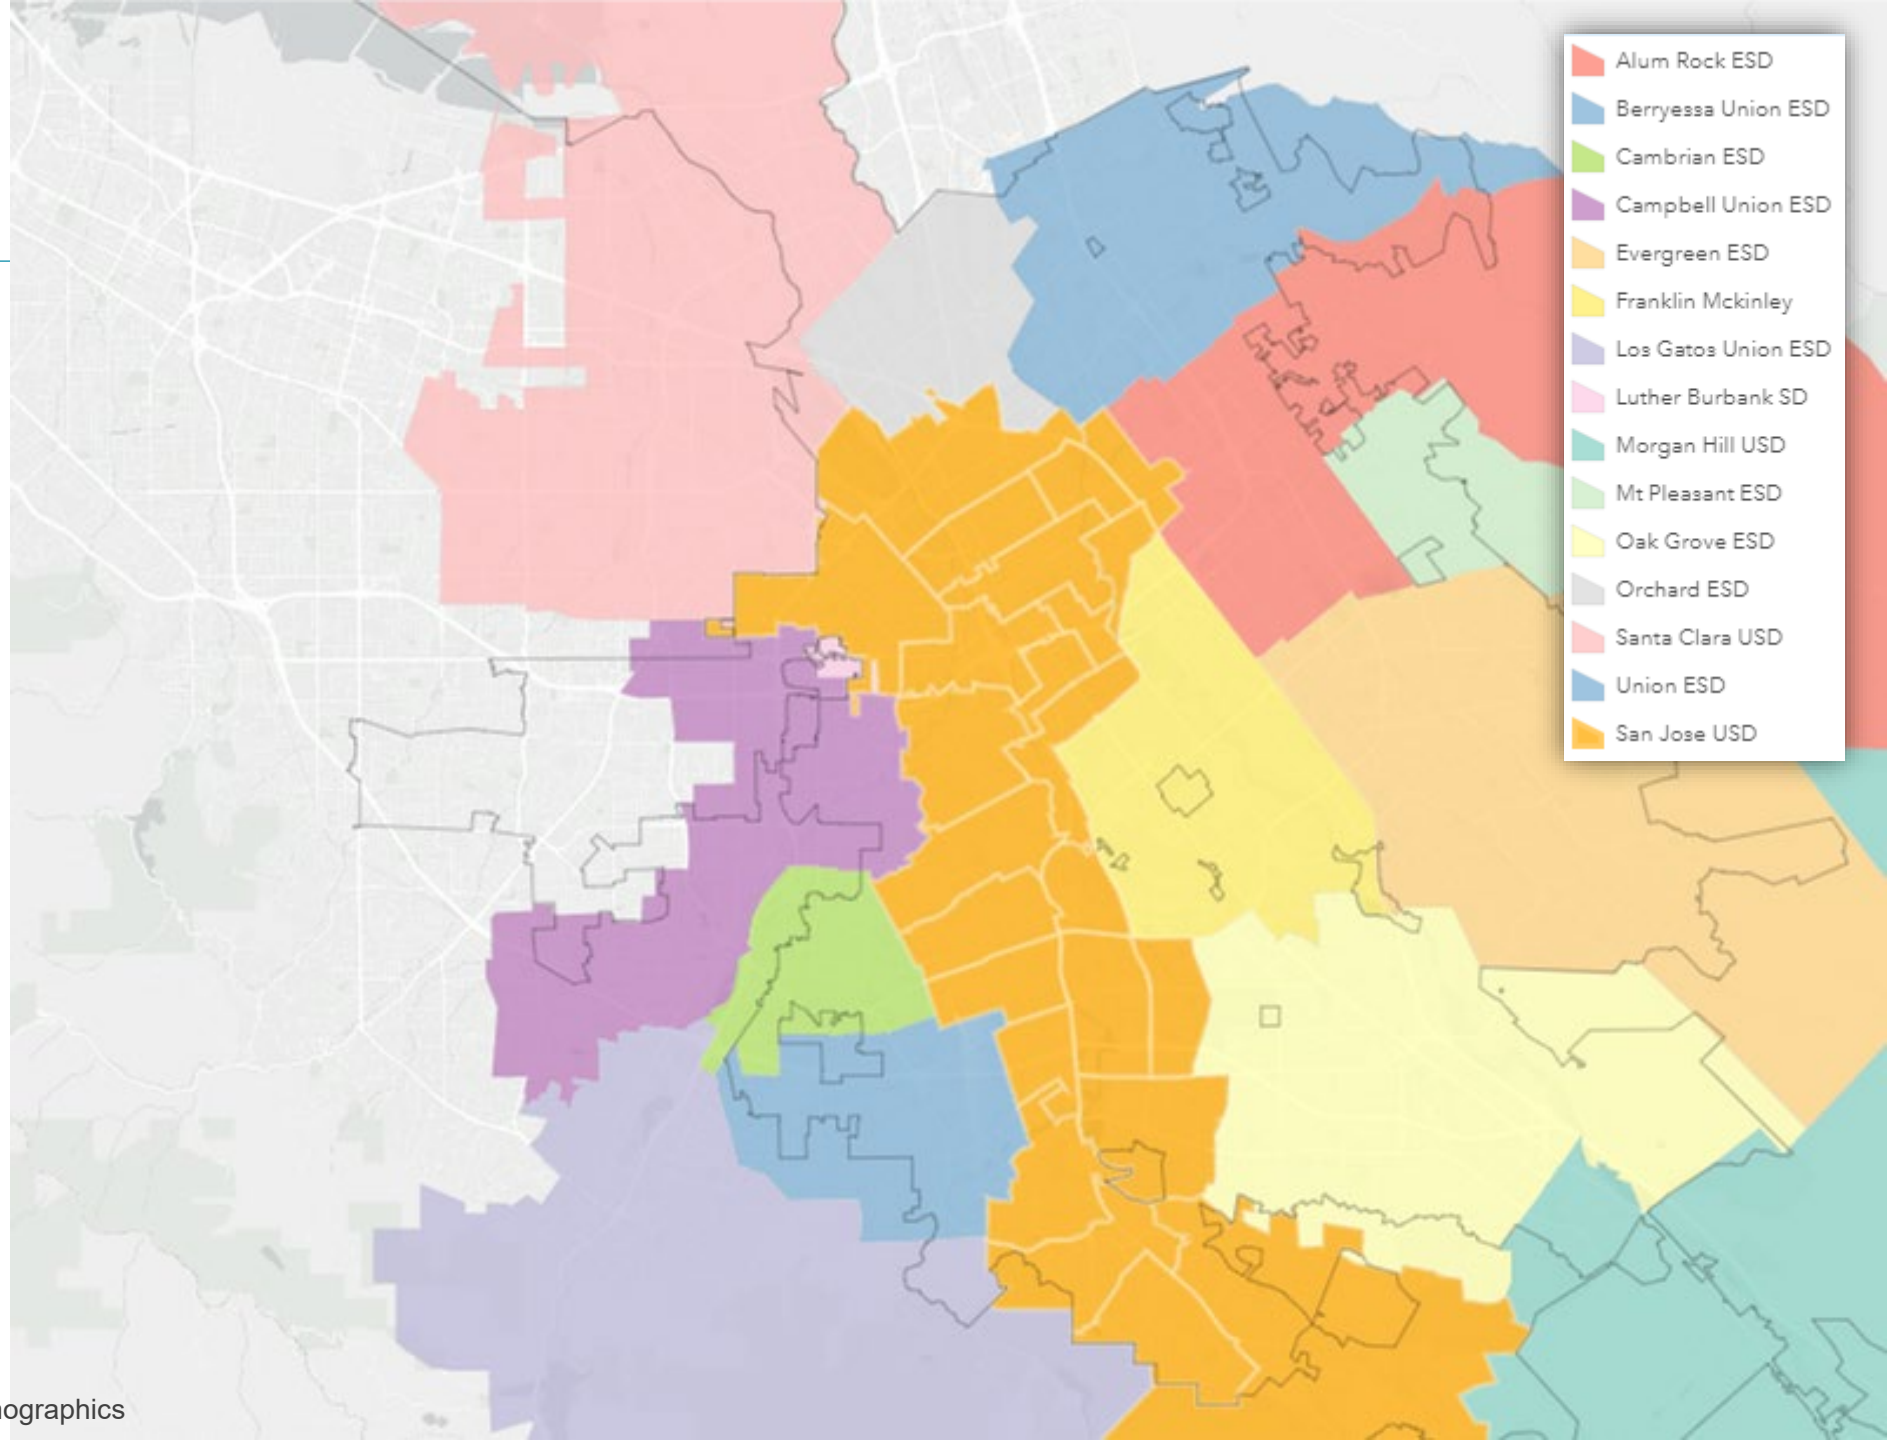 Alum Rock ESD
Berryessa Union ESD
Cambrian ESD
Campbell Union ESD
Evergreen ESD
Franklin Mckinley
Los Gatos Union ESD
Luther Burbank SD
Morgan Hill USD
Mt Pleasant ESD
Oak Grove ESD
Orchard ESD
Santa Clara USD
Union ESD
San Jose USD
ographics